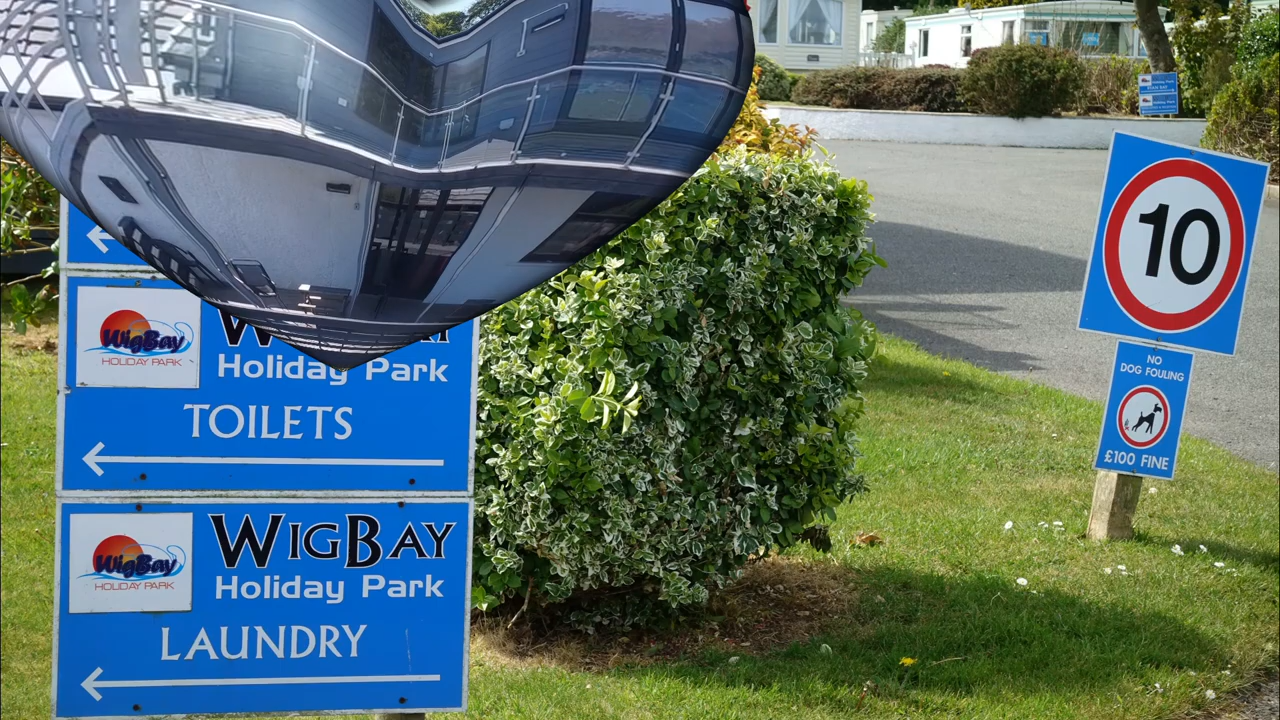 WigBay
HOLIDAY PARK
Holiday Park
TOILETS
WigBay
HOLIDAY PARK
WIGBAY
Holiday Park
LAUNDRY
10
NO
DOG FOULING
£100 FINE